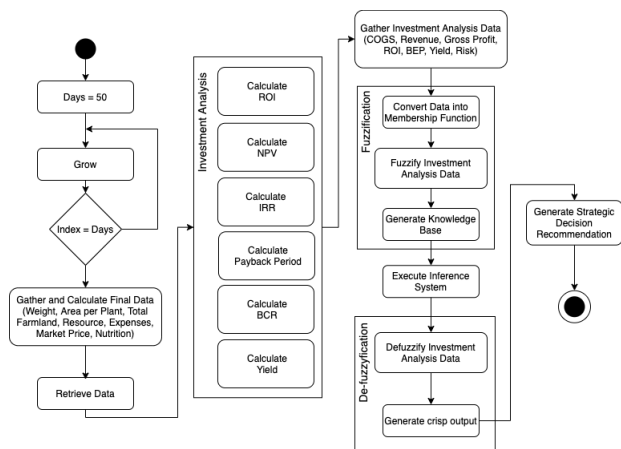 Days = 50
Grow
Index = Days
Gather and Calculate Final Data
(Weight, Area per Plant, Total
Farmland, Resource, Expenses,
Market Price, Nutrition)
Retrieve Data
Investment Analysis
Calculate
ROI
Calculate
NPV
Calculate
IRR
Calculate
Payback Period
Calculate
BCR
Calculate
Yield
Gather Investment Analysis Data
(COGS, Revenue, Gross Profit,
ROI, BEP, Yield, Risk)
Fuzzification
Convert Data into
Membership Function
Fuzzify Investment
Analysis Data
Generate Knowledge
Base
Execute Inference
System
De-fuzzyfication
Defuzzify Investment
Analysis Data
Generate crisp output
Generate Strategic
Decision
Recommendation